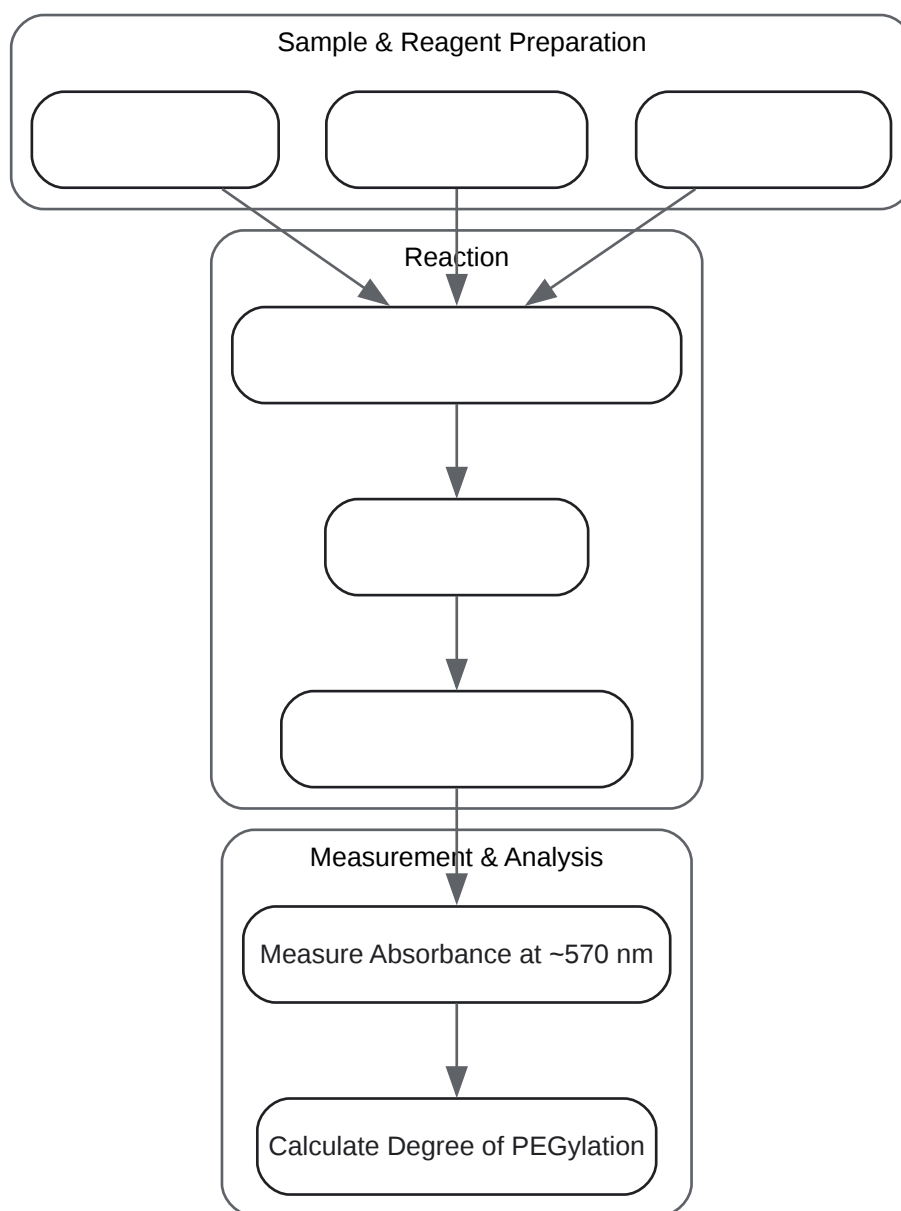 Sample & Reagent Preparation
Reaction
Measurement & Analysis
Measure Absorbance at ~570 nm
Calculate Degree of PEGylation